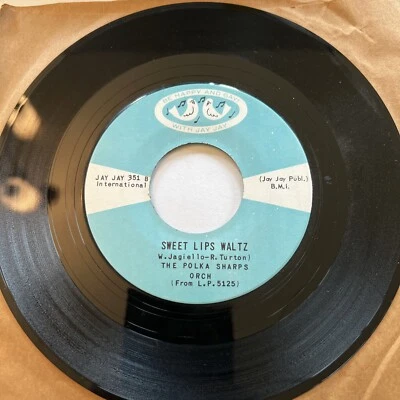 BE HAPPY AND GAY
WITH JAY JAY
JAY JAY 351 B
International
(Jay Jay Publ.)
B.M.i.
SWEET LIPS WALTZ
W.Jagiello-R.Turton)
THE POLKA SHARPS
ORCH
(From L.P.5125)